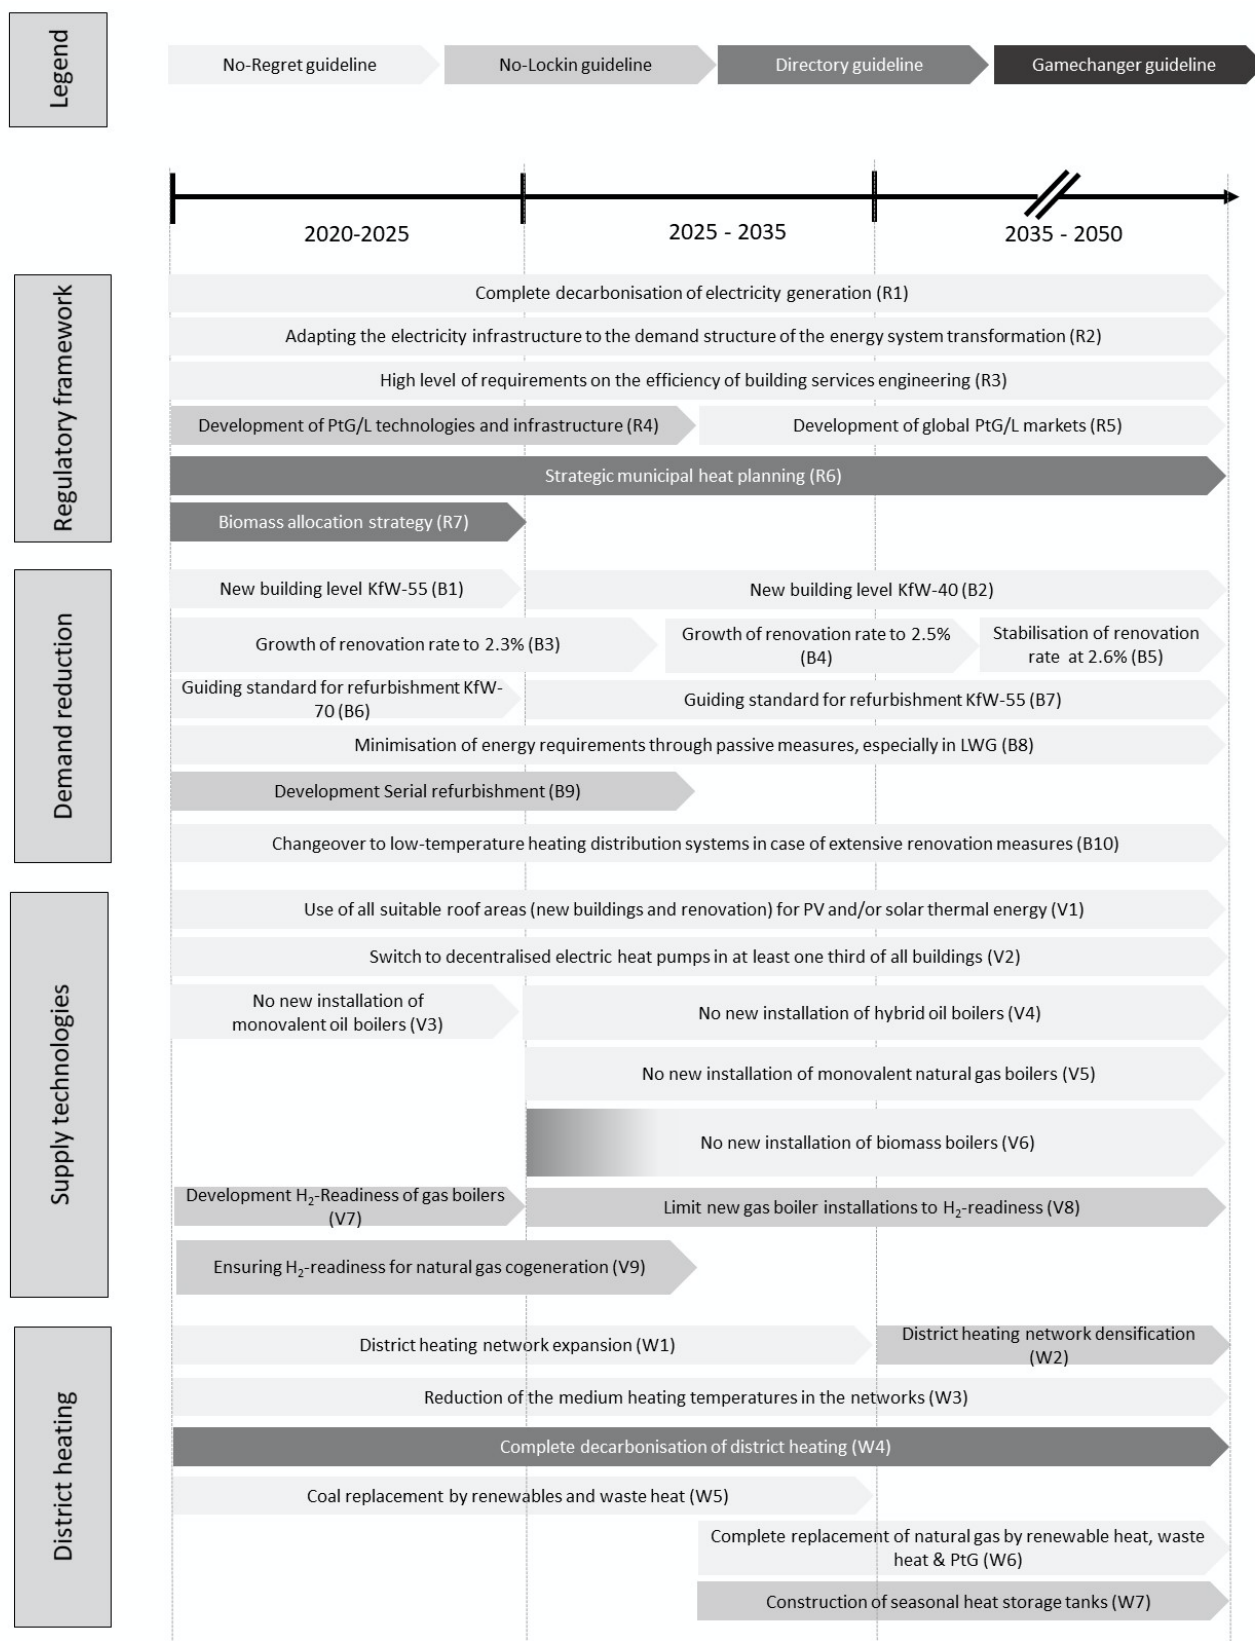 Legend
No-Regret guideline
No-Lockin guideline
Directory guideline
Gamechanger guideline
2020-2025
2025 - 2035
2035 - 2050
Regulatory framework
Complete decarbonisation of electricity generation (R1)
Adapting the electricity infrastructure to the demand structure of the energy system transformation (R2)
High level of requirements on the efficiency of building services engineering (R3)
Development of PtG/L technologies and infrastructure (R4)
Development of global PtG/L markets (R5)
Strategic municipal heat planning (R6)
Biomass allocation strategy (R7)
Demand reduction
New building level KfW-55 (B1)
New building level KfW-40 (B2)
Growth of renovation rate to 2.3% (B3)
Growth of renovation rate to 2.5%
(B4)
Stabilisation of renovation
rate at 2.6% (B5)
Guiding standard for refurbishment KfW-
70 (B6)
Guiding standard for refurbishment KfW-55 (B7)
Minimisation of energy requirements through passive measures, especially in LWG (B8)
Development Serial refurbishment (B9)
Changeover to low-temperature heating distribution systems in case of extensive renovation measures (B10)
Supply technologies
Use of all suitable roof areas (new buildings and renovation) for PV and/or solar thermal energy (V1)
Switch to decentralised electric heat pumps in at least one third of all buildings (V2)
No new installation of
monovalent oil boilers (V3)
No new installation of hybrid oil boilers (V4)
No new installation of monovalent natural gas boilers (V5)
No new installation of biomass boilers (V6)
Development H₂-Readiness of gas boilers
(V7)
Limit new gas boiler installations to H₂-readiness (V8)
Ensuring H₂-readiness for natural gas cogeneration (V9)
District heating
District heating network expansion (W1)
District heating network densification
(W2)
Reduction of the medium heating temperatures in the networks (W3)
Complete decarbonisation of district heating (W4)
Coal replacement by renewables and waste heat (W5)
Complete replacement of natural gas by renewable heat, waste
heat & PtG (W6)
Construction of seasonal heat storage tanks (W7)